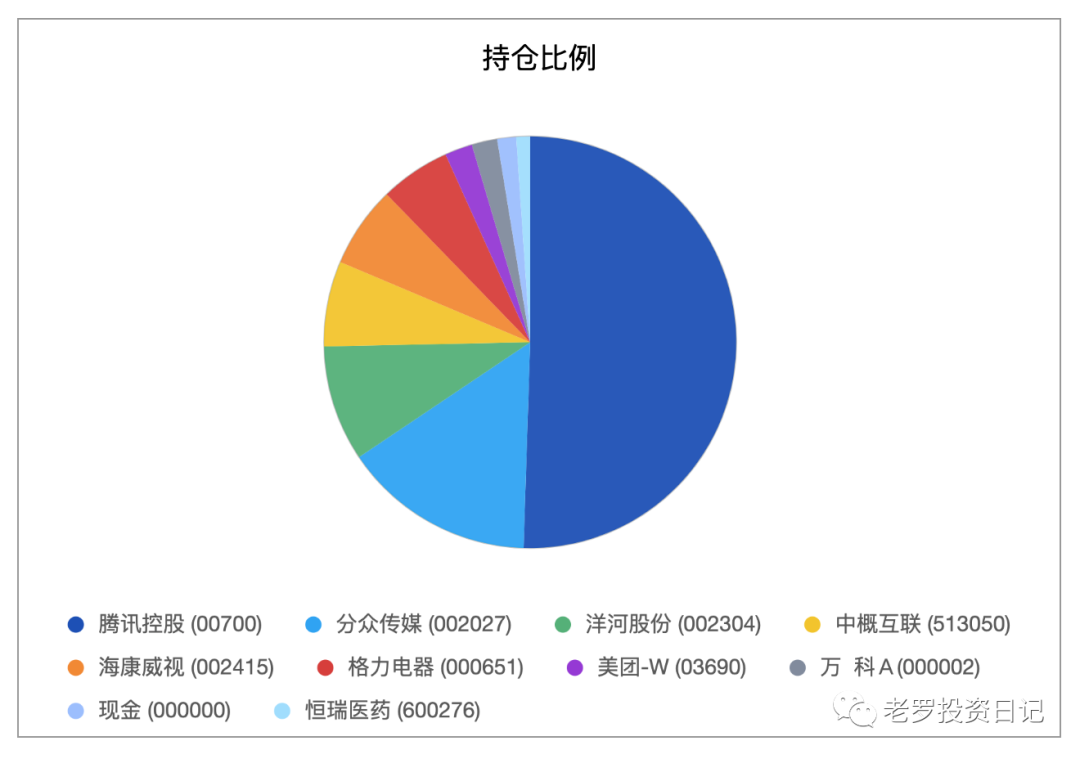 持仓比例
腾讯控股 (00700) 分众传媒 (002027) 洋河股份 (002304) 中概互联 (513050)
海康威视 (002415) 格力电器 (000651) 美团-W (03690) 万 科Ａ(000002)
现金 (000000) 恒瑞医药 (600276)
老罗投资日记